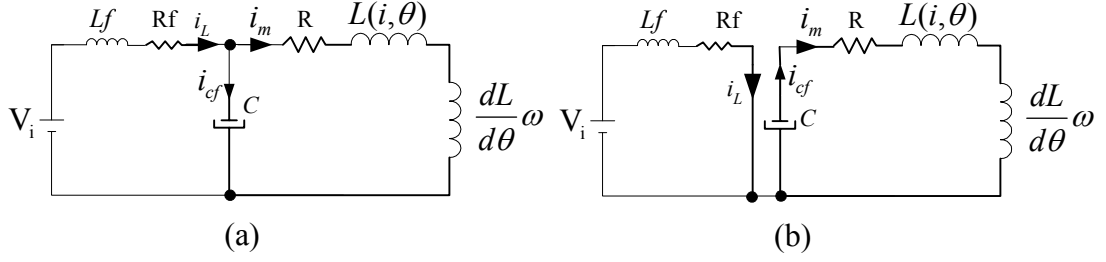 Lf Rf i_L i_m R L(i,θ)
i_cf C
V_i
dL/dθ ω
(a)
Lf Rf i_m R L(i,θ)
i_L i_cf
V_i C
dL/dθ ω
(b)